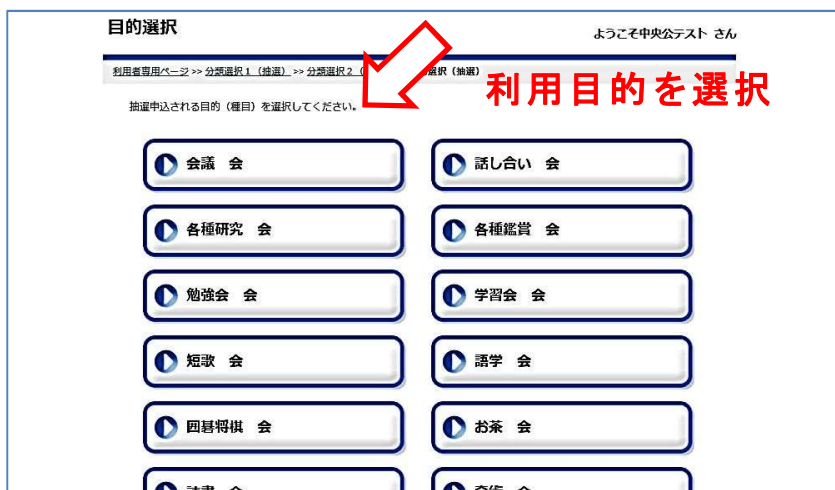 目的選択
ようこそ中央公テスト さん
利用者専用ページ >> 分類選択1（抽選） >> 分類選択2（
選択（抽選）
利用目的を選択
抽選申込される目的（種目）を選択してください。
会議　会
話し合い　会
各種研究　会
各種鑑賞　会
勉強会　会
学習会　会
短歌　会
語学　会
囲碁将棋　会
お茶　会